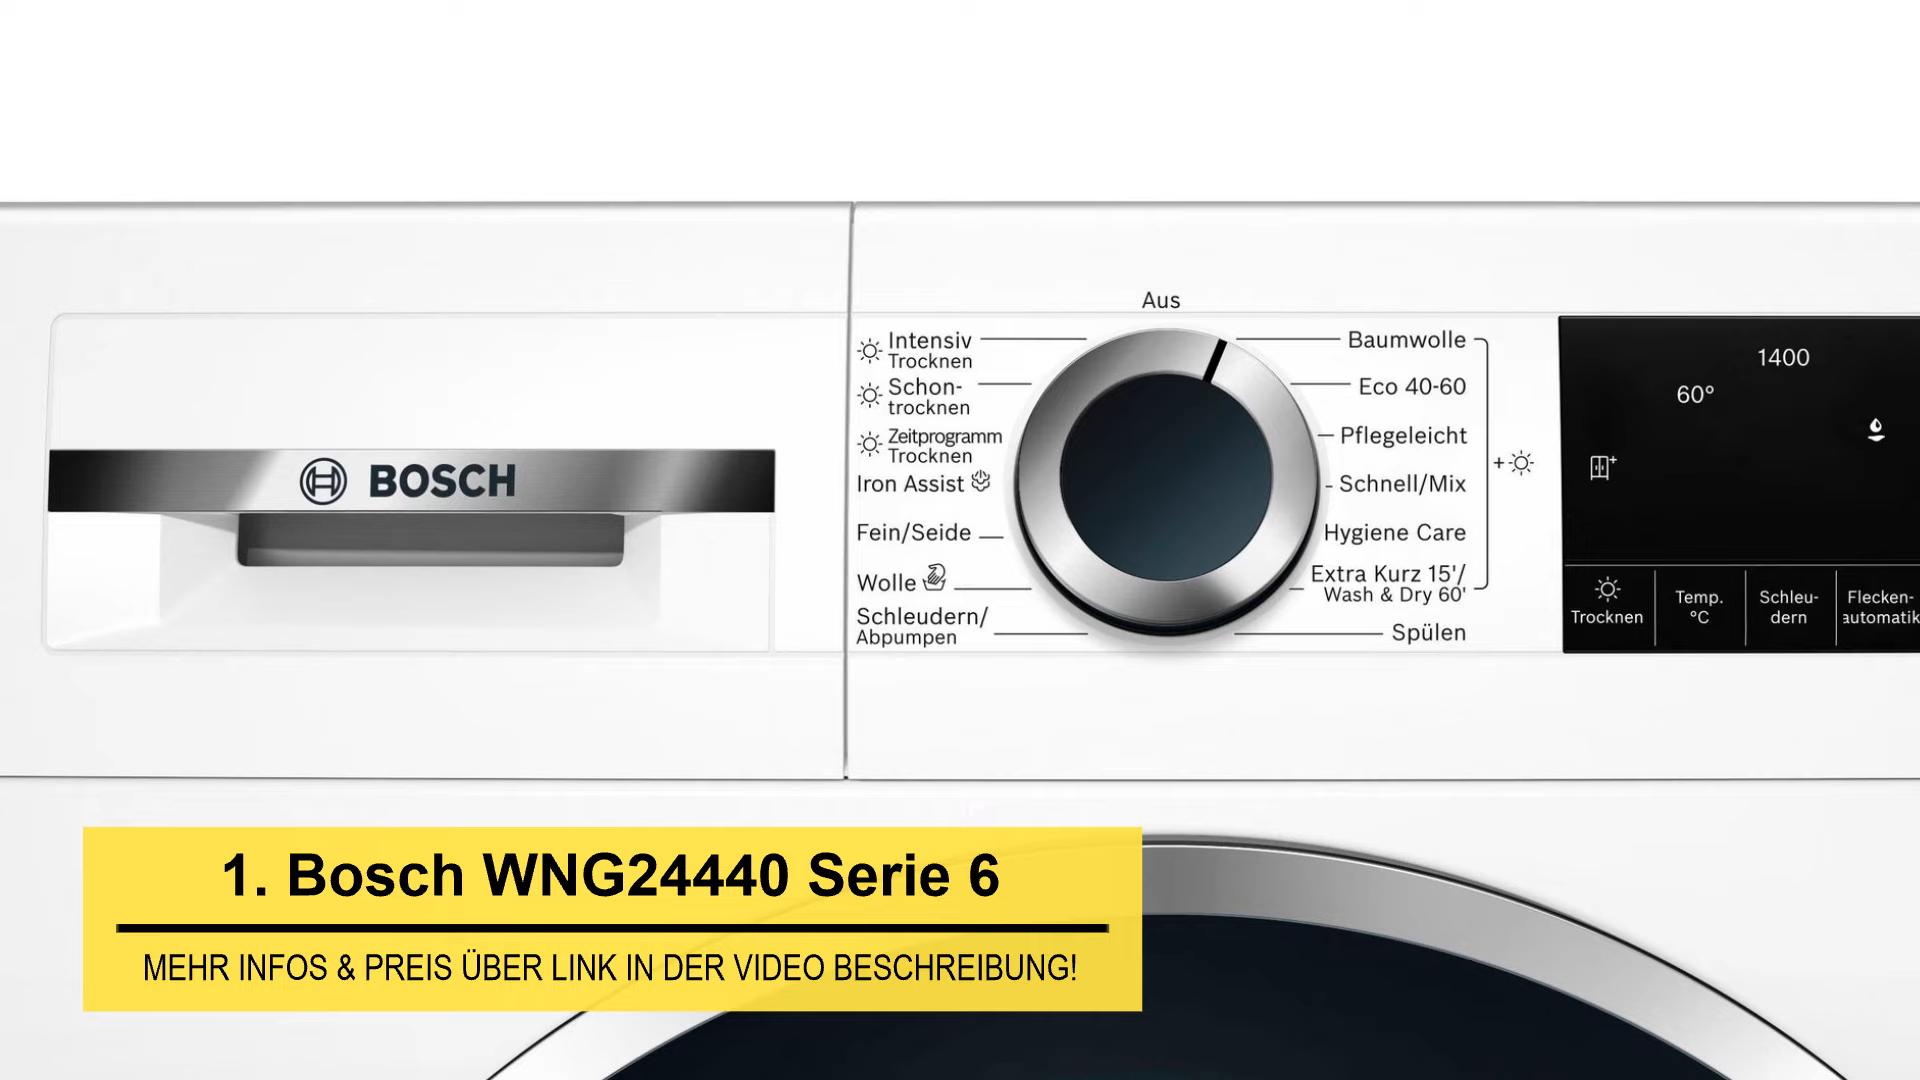 Aus
Intensiv
Trocknen
Schon-
trocknen
Zeitprogramm
Trocknen
Iron Assist
Fein/Seide
Wolle
Schleudern/
Abpumpen
Baumwolle
Eco 40-60
Pflegeleicht
Schnell/Mix
Hygiene Care
Extra Kurz 15'/
Wash & Dry 60'
Spülen
+
BOSCH
1400
60°
+
Trocknen
Temp.
°C
Schleu-
dern
Flecken-
automatik
1. Bosch WNG24440 Serie 6
MEHR INFOS & PREIS ÜBER LINK IN DER VIDEO BESCHREIBUNG!